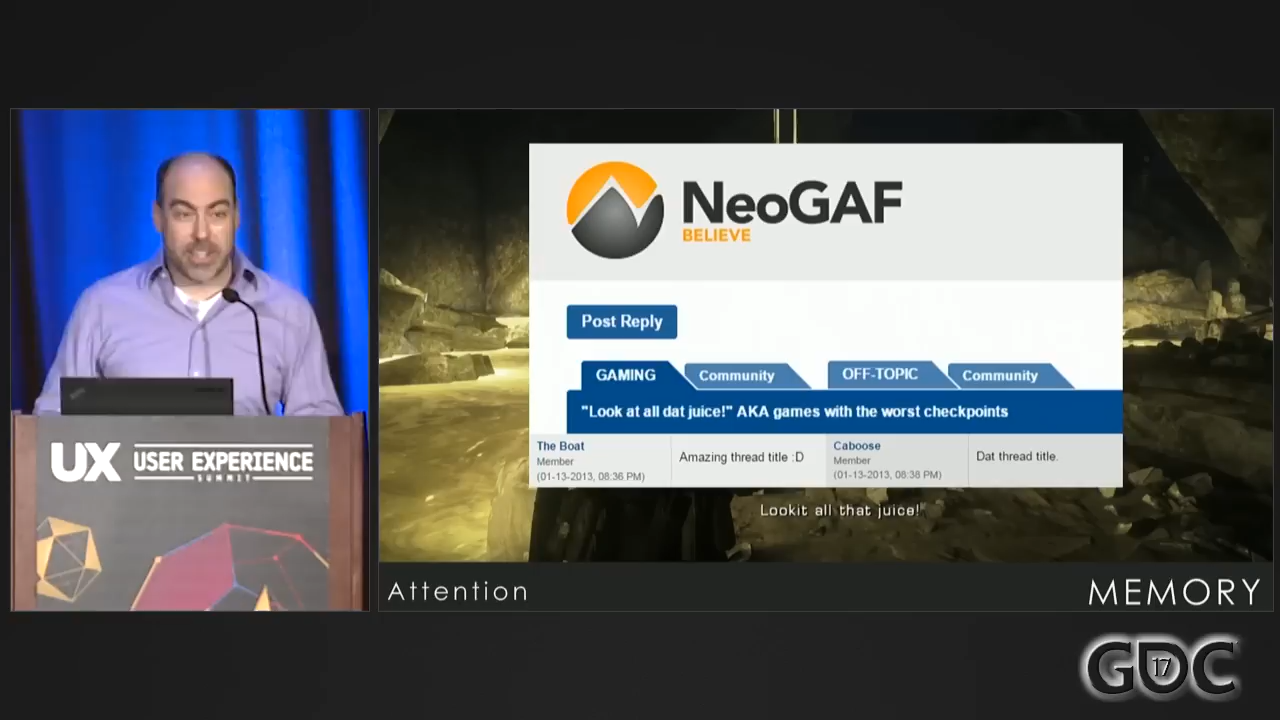 UX USER EXPERIENCE
SUMMIT
NeoGAF
BELIEVE
Post Reply
GAMING
Community
OFF-TOPIC
Community
"Look at all dat juice!" AKA games with the worst checkpoints
The Boat
Member
(01-13-2013, 08:36 PM)
Amazing thread title :D
Caboose
Member
(01-13-2013, 08:38 PM)
Dat thread title.
Lookit all that juice!
Attention
MEMORY
GDC 17